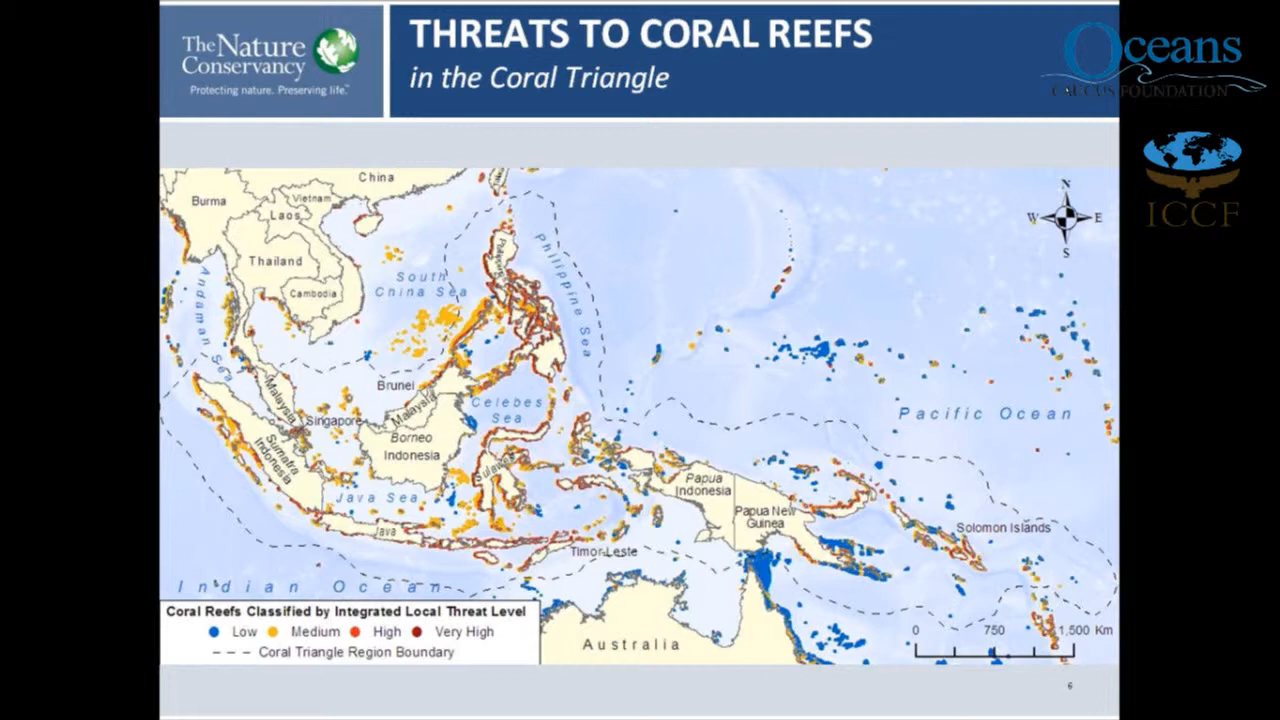 The Nature
Conservancy
Protecting nature. Preserving life.™
THREATS TO CORAL REEFS
in the Coral Triangle
Oceans
CAUCUS FOUNDATION
ICCF
China
Burma
Vietnam
Laos
Thailand
Cambodia
Andaman Sea
South
China Sea
Philippines
Philippine Sea
N
W E
S
Brunei
Malaysia
Malaysia
Singapore
Celebes
Sea
Pacific Ocean
Borneo
Indonesia
Sumatra
Indonesia
Sulawesi
Java Sea
Java
Papua
Indonesia
Papua New
Guinea
Solomon Islands
Timor-Leste
Indian Ocean
Australia
Coral Reefs Classified by Integrated Local Threat Level
Low Medium High Very High
Coral Triangle Region Boundary
0 750 1,500 Km
6